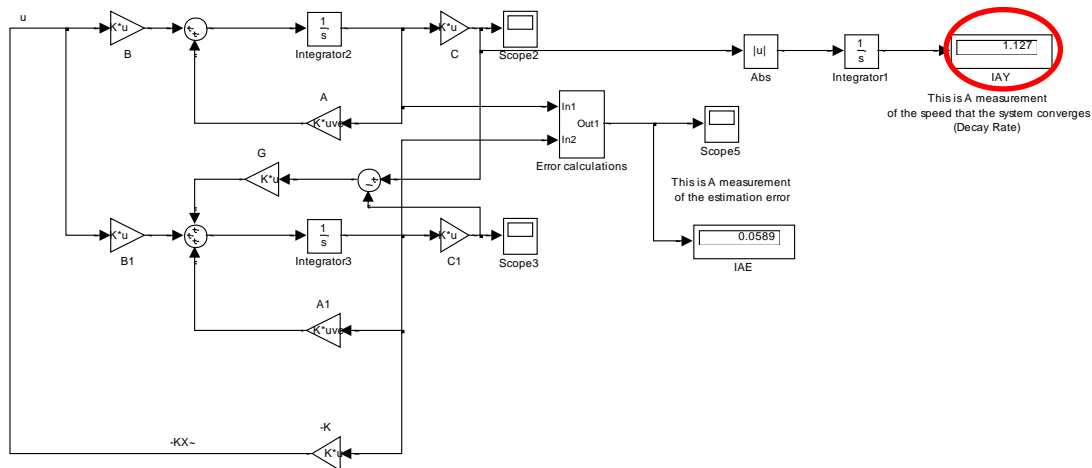 u
K*u
B
1
s
Integrator2
K*u
C
Scope2
|u|
Abs
1
s
Integrator1
1.127
IAY
This is A measurement
of the speed that the system converges
(Decay Rate)
A
K*uve
In1
In2
Out1
Error calculations
Scope5
G
K*u
This is A measurement
of the estimation error
0.0589
IAE
K*u
B1
1
s
Integrator3
K*u
C1
Scope3
A1
K*uve
-KX~
-K
K*u